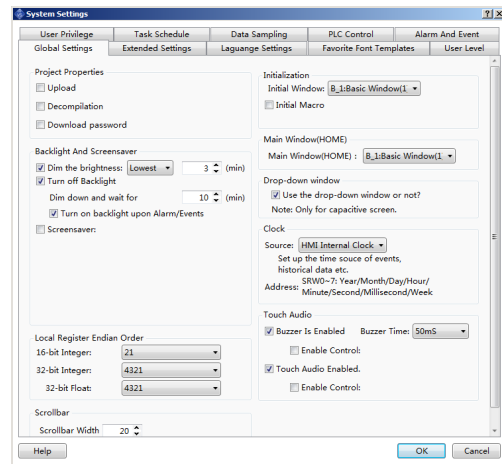 System Settings
User Privilege
Task Schedule
Data Sampling
PLC Control
Alarm And Event
Global Settings
Extended Settings
Laguange Settings
Favorite Font Templates
User Level
Project Properties
Upload
Decompilation
Download password
Backlight And Screensaver
Dim the brightness: Lowest 3 (min)
Turn off Backlight
Dim down and wait for 10 (min)
Turn on backlight upon Alarm/Events
Screensaver:
Local Register Endian Order
16-bit Integer: 21
32-bit Integer: 4321
32-bit Float: 4321
Scrollbar
Scrollbar Width 20
Initialization
Initial Window: B_1:Basic Window(1
Initial Macro
Main Window(HOME)
Main Window(HOME) : B_1:Basic Window(1
Drop-down window
Use the drop-down window or not?
Note: Only for capacitive screen.
Clock
Source: HMI Internal Clock
Set up the time souce of events,
historical data etc.
Address: SRW0~7: Year/Month/Day/Hour/
Minute/Second/Millisecond/Week
Touch Audio
Buzzer Is Enabled Buzzer Time: 50mS
Enable Control:
Touch Audio Enabled.
Enable Control:
Help
OK
Cancel